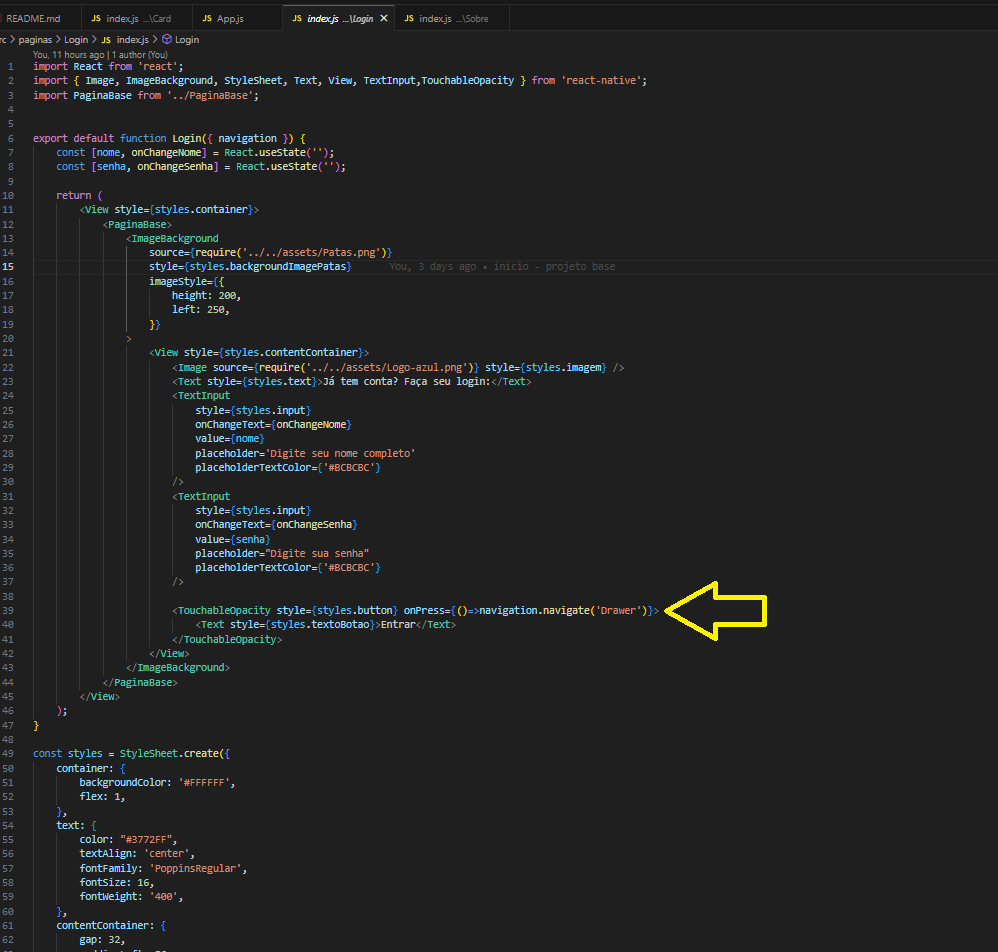 README.md JS index.js ...\Card JS App.js JS index.js ...\Login × JS index.js ...\Sobre
rc > paginas > Login > JS index.js > Login
You, 11 hours ago | 1 author (You)
1 import React from 'react';
2 import { Image, ImageBackground, StyleSheet, Text, View, TextInput,TouchableOpacity } from 'react-native';
3 import PaginaBase from '../PaginaBase';
4
5
6 export default function Login({ navigation }) {
7 const [nome, onChangeNome] = React.useState('');
8 const [senha, onChangeSenha] = React.useState('');
9
10 return (
11 <View style={styles.container}>
12 <PaginaBase>
13 <ImageBackground
14 source={require('../../assets/Patas.png')}
15 style={styles.backgroundImagePatas} You, 3 days ago • inicio - projeto base
16 imageStyle={{
17 height: 200,
18 left: 250,
19 }}
20 >
21 <View style={styles.contentContainer}>
22 <Image source={require('../../assets/Logo-azul.png')} style={styles.imagem} />
23 <Text style={styles.text}>Já tem conta? Faça seu login:</Text>
24 <TextInput
25 style={styles.input}
26 onChangeText={onChangeNome}
27 value={nome}
28 placeholder='Digite seu nome completo'
29 placeholderTextColor={'#BCBCBC'}
30 />
31 <TextInput
32 style={styles.input}
33 onChangeText={onChangeSenha}
34 value={senha}
35 placeholder="Digite sua senha"
36 placeholderTextColor={'#BCBCBC'}
37 />
38
39 <TouchableOpacity style={styles.button} onPress={()=>navigation.navigate('Drawer')}>
40 <Text style={styles.textoBotao}>Entrar</Text>
41 </TouchableOpacity>
42 </View>
43 </ImageBackground>
44 </PaginaBase>
45 </View>
46 );
47 }
48
49 const styles = StyleSheet.create({
50 container: {
51 backgroundColor: '#FFFFFF',
52 flex: 1,
53 },
54 text: {
55 color: "#3772FF",
56 textAlign: 'center',
57 fontFamily: 'PoppinsRegular',
58 fontSize: 16,
59 fontWeight: '400',
60 },
61 contentContainer: {
62 gap: 32,